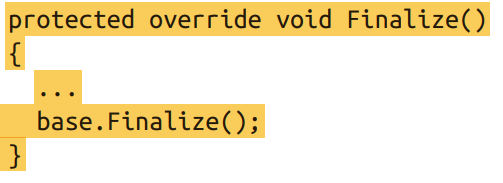 protected override void Finalize()
{
...
base.Finalize();
}